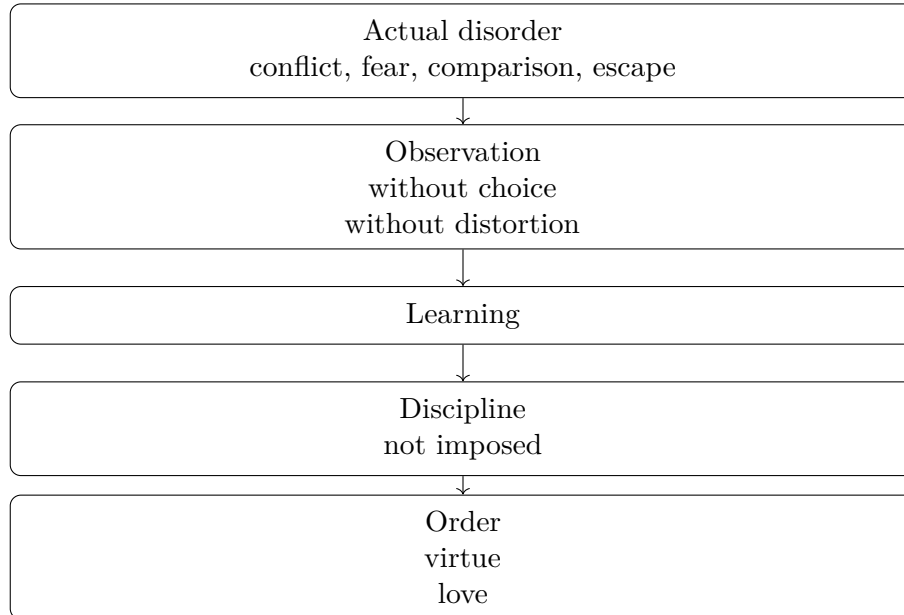 Actual disorder
conflict, fear, comparison, escape
Observation
without choice
without distortion
Learning
Discipline
not imposed
Order
virtue
love